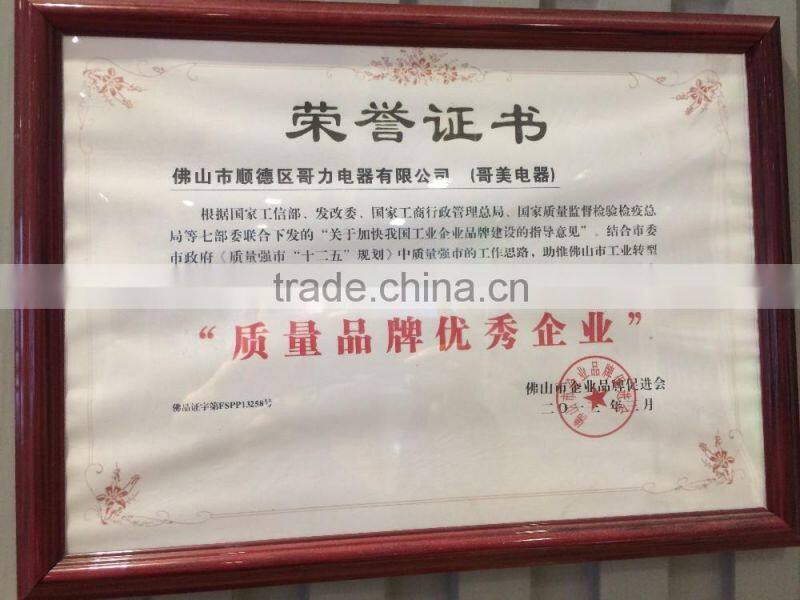 荣誉证书
佛山市顺德区哥力电器有限公司 (哥美电器)
根据国家工信部、发改委、国家工商行政管理总局、国家质量监督检验检疫总
局等七部委联合下发的“关于加快我国工业企业品牌建设的指导意见”。结合市委
市政府《质量强市“十二五”规划》中质量强市的工作思路，助推佛山市工业转型
trade.china.cn
“质量品牌优秀企业”
佛山市企业品牌促进会
二〇一三年 月
佛品评字第FSPP13258号